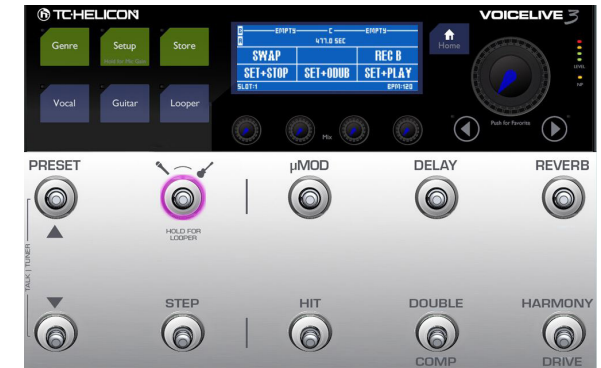 TC·HELICON
VOICELIVE 3
Genre
Setup
Hold for Mic Gain
Store
EMPTY
C
EMPTY
477.0 SEC
SWAP
REC B
SET+STOP
SET+ODUB
SET+PLAY
SLOT:1
BPM:120
Home
LEVEL
Vocal
Guitar
Looper
Mix
Push for Favorite
PRESET
µMOD
DELAY
REVERB
HOLD FOR
LOOPER
TALK | TUNER
STEP
HIT
DOUBLE
HARMONY
COMP
DRIVE